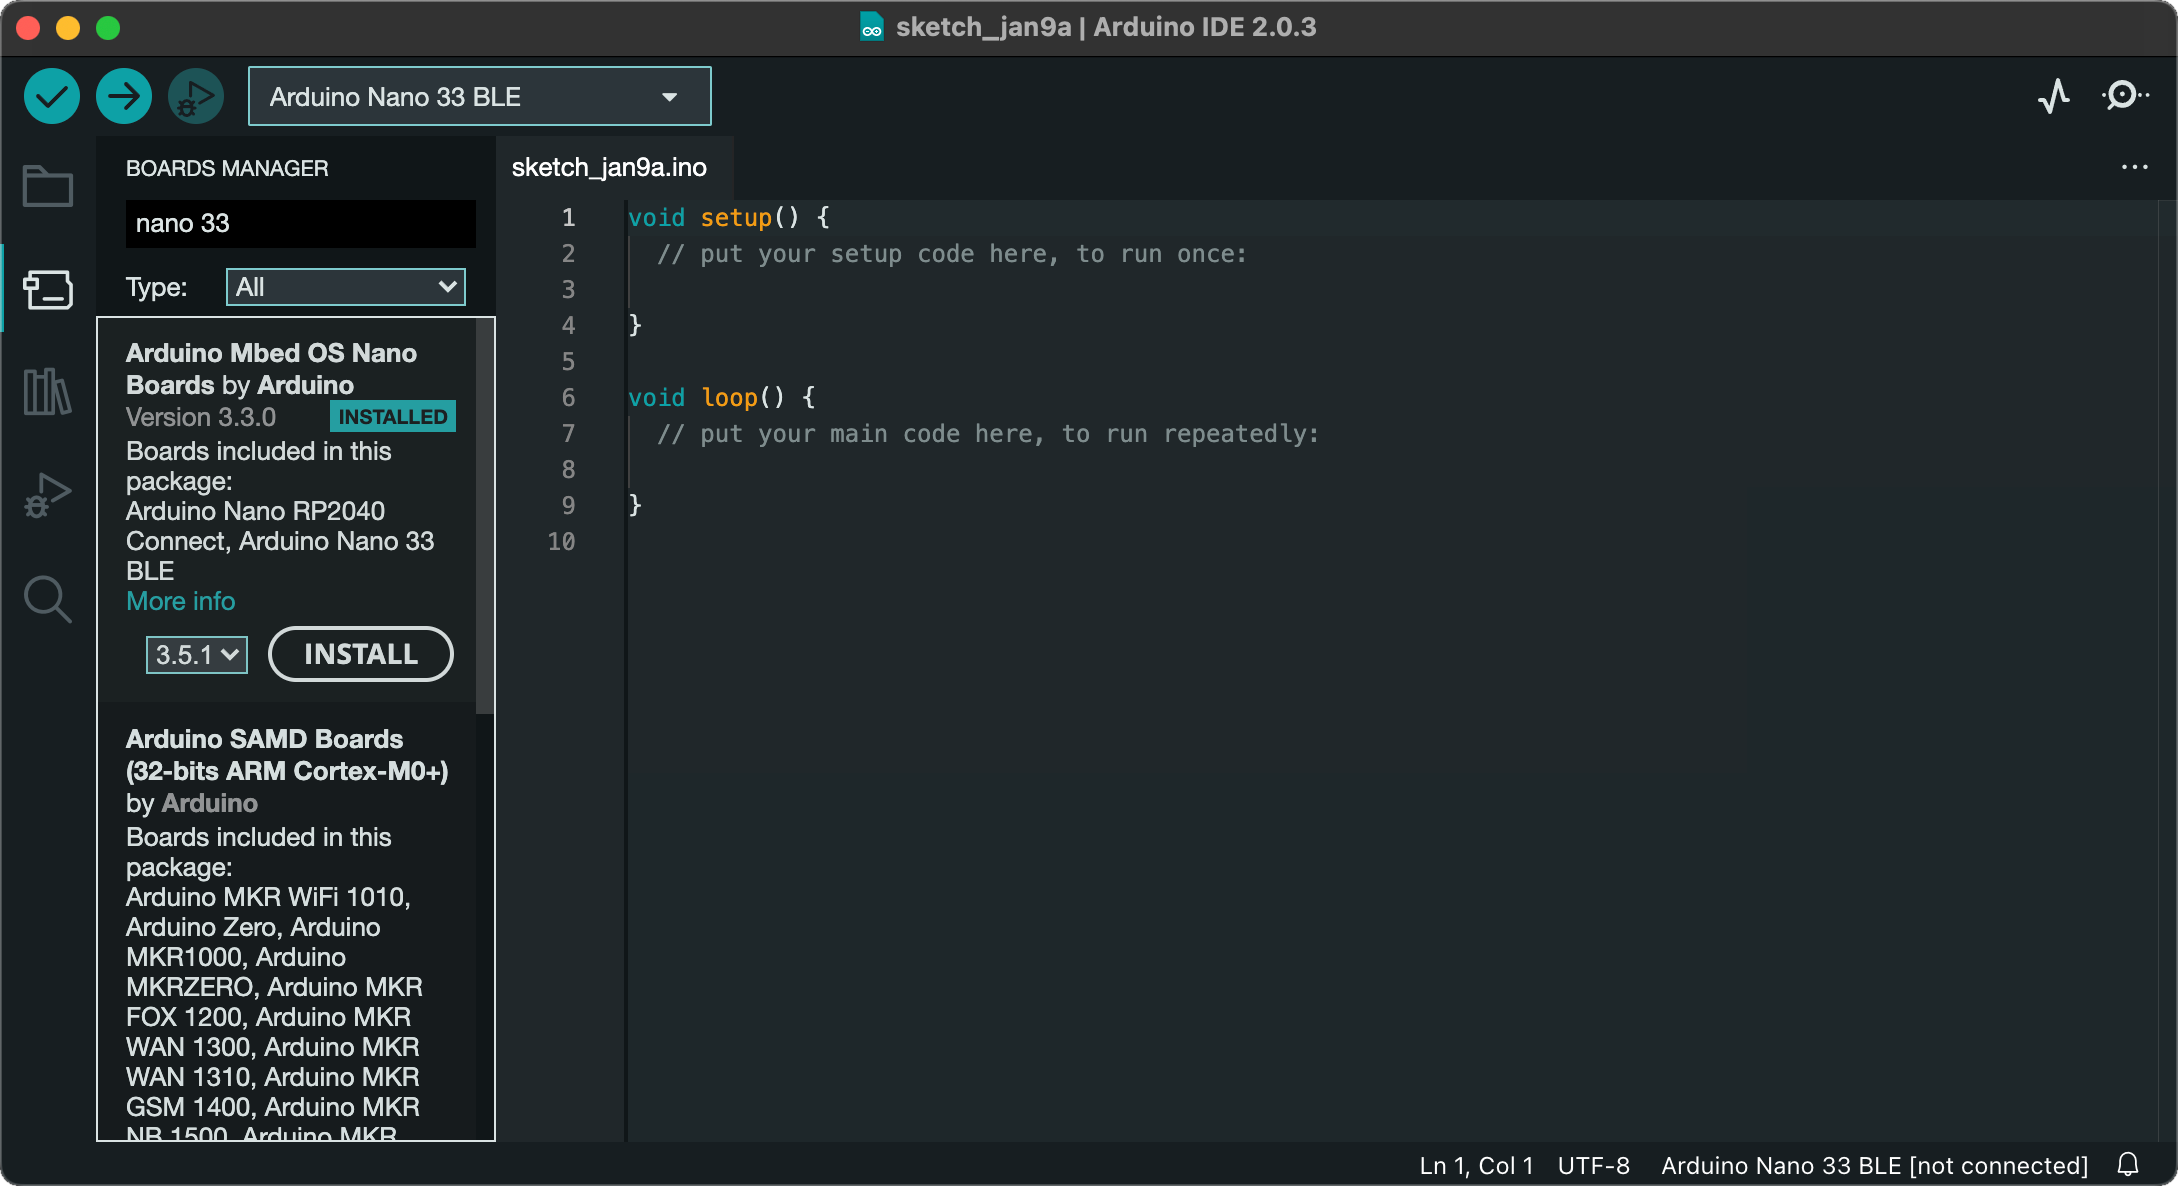 sketch_jan9a | Arduino IDE 2.0.3
Arduino Nano 33 BLE
BOARDS MANAGER
nano 33
Type: All
Arduino Mbed OS Nano
Boards by Arduino
Version 3.3.0 INSTALLED
Boards included in this
package:
Arduino Nano RP2040
Connect, Arduino Nano 33
BLE
More info
3.5.1 INSTALL
Arduino SAMD Boards
(32-bits ARM Cortex-M0+)
by Arduino
Boards included in this
package:
Arduino MKR WiFi 1010,
Arduino Zero, Arduino
MKR1000, Arduino
MKRZERO, Arduino MKR
FOX 1200, Arduino MKR
WAN 1300, Arduino MKR
WAN 1310, Arduino MKR
GSM 1400, Arduino MKR
NB 1500, Arduino MKR
sketch_jan9a.ino
1 void setup() {
2 // put your setup code here, to run once:
3
4 }
5
6 void loop() {
7 // put your main code here, to run repeatedly:
8
9 }
10
Ln 1, Col 1 UTF-8 Arduino Nano 33 BLE [not connected]